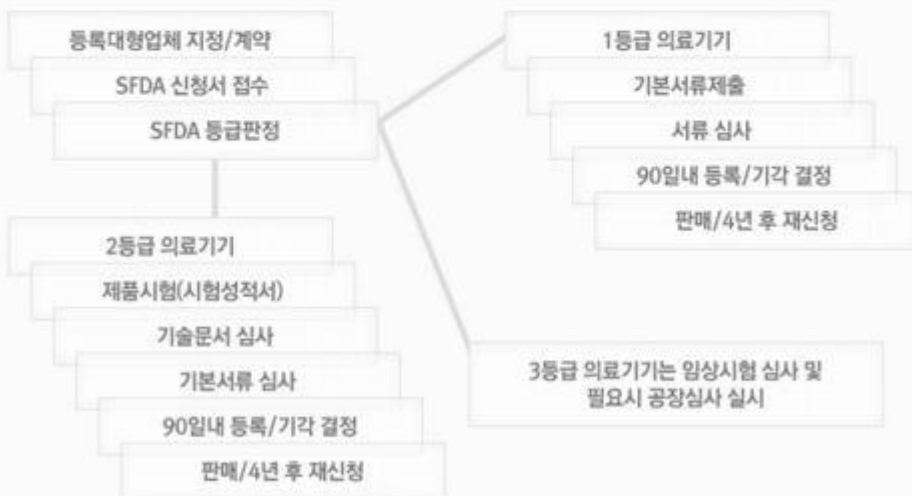 등록대형업체 지정/계약
SFDA 신청서 접수
SFDA 등급판정
1등급 의료기기
기본서류제출
서류 심사
90일내 등록/기각 결정
판매/4년 후 재신청
2등급 의료기기
제품시험(시험성적서)
기술문서 심사
기본서류 심사
90일내 등록/기각 결정
판매/4년 후 재신청
3등급 의료기기는 임상시험 심사 및
필요시 공장심사 실시